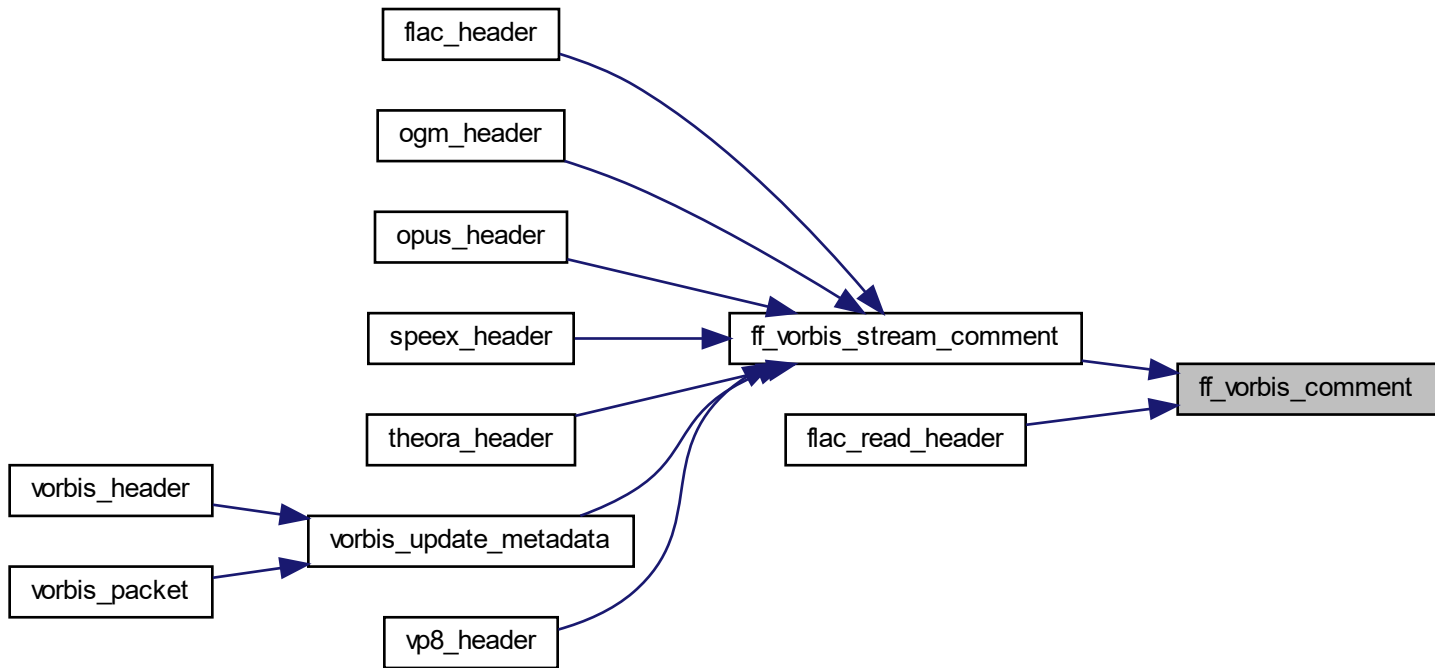 flac_header
ogm_header
opus_header
speex_header
ff_vorbis_stream_comment
ff_vorbis_comment
theora_header
flac_read_header
vorbis_header
vorbis_update_metadata
vorbis_packet
vp8_header